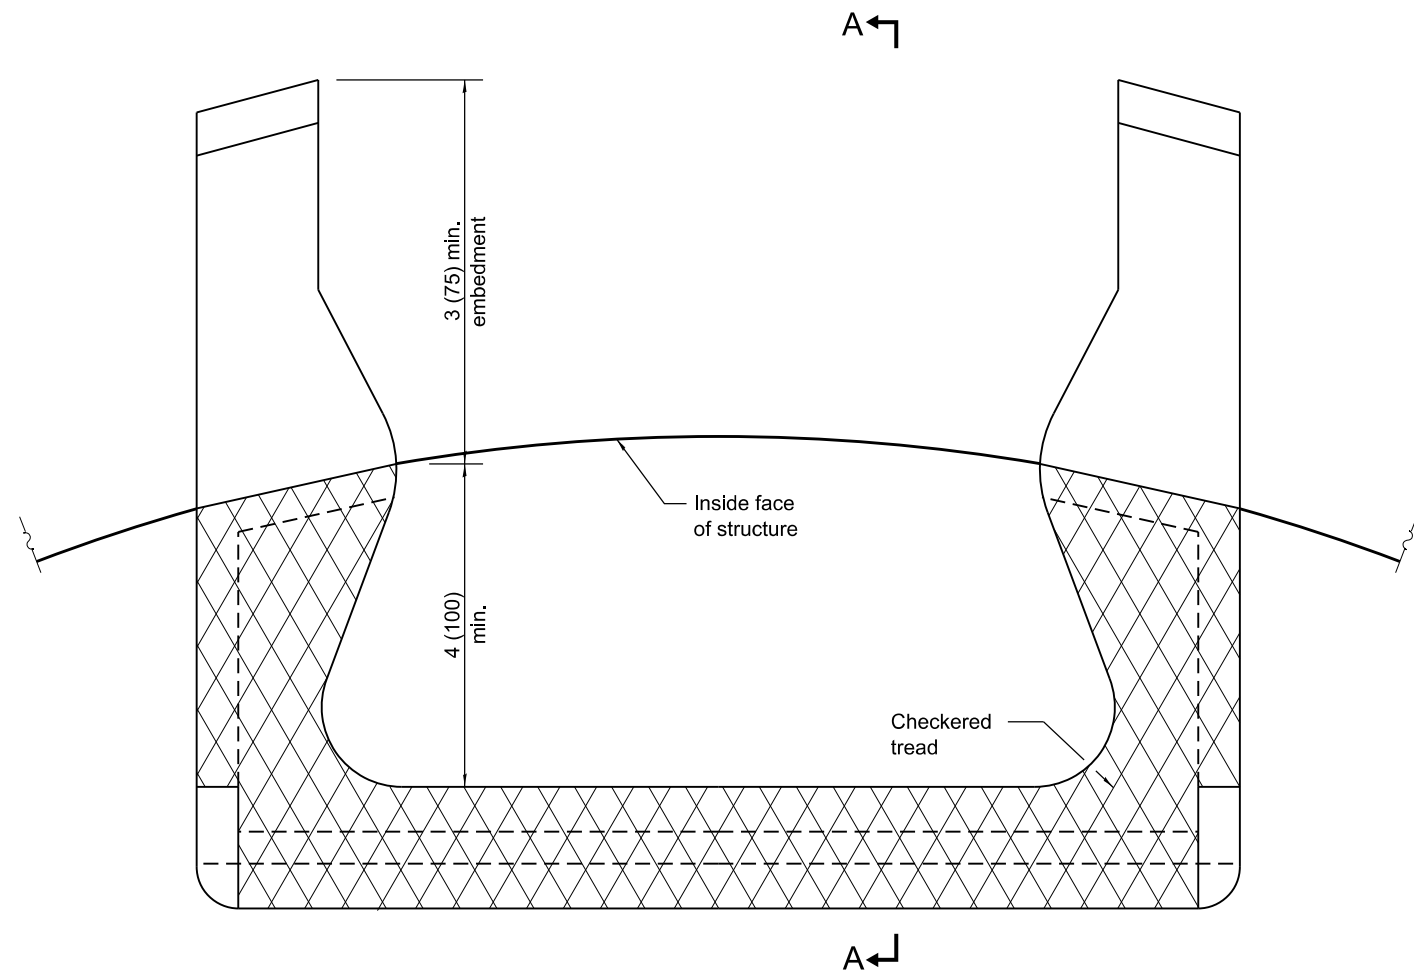 A
3 (75) min.
embedment
Inside face
of structure
4 (100)
min.
Checkered
tread
A